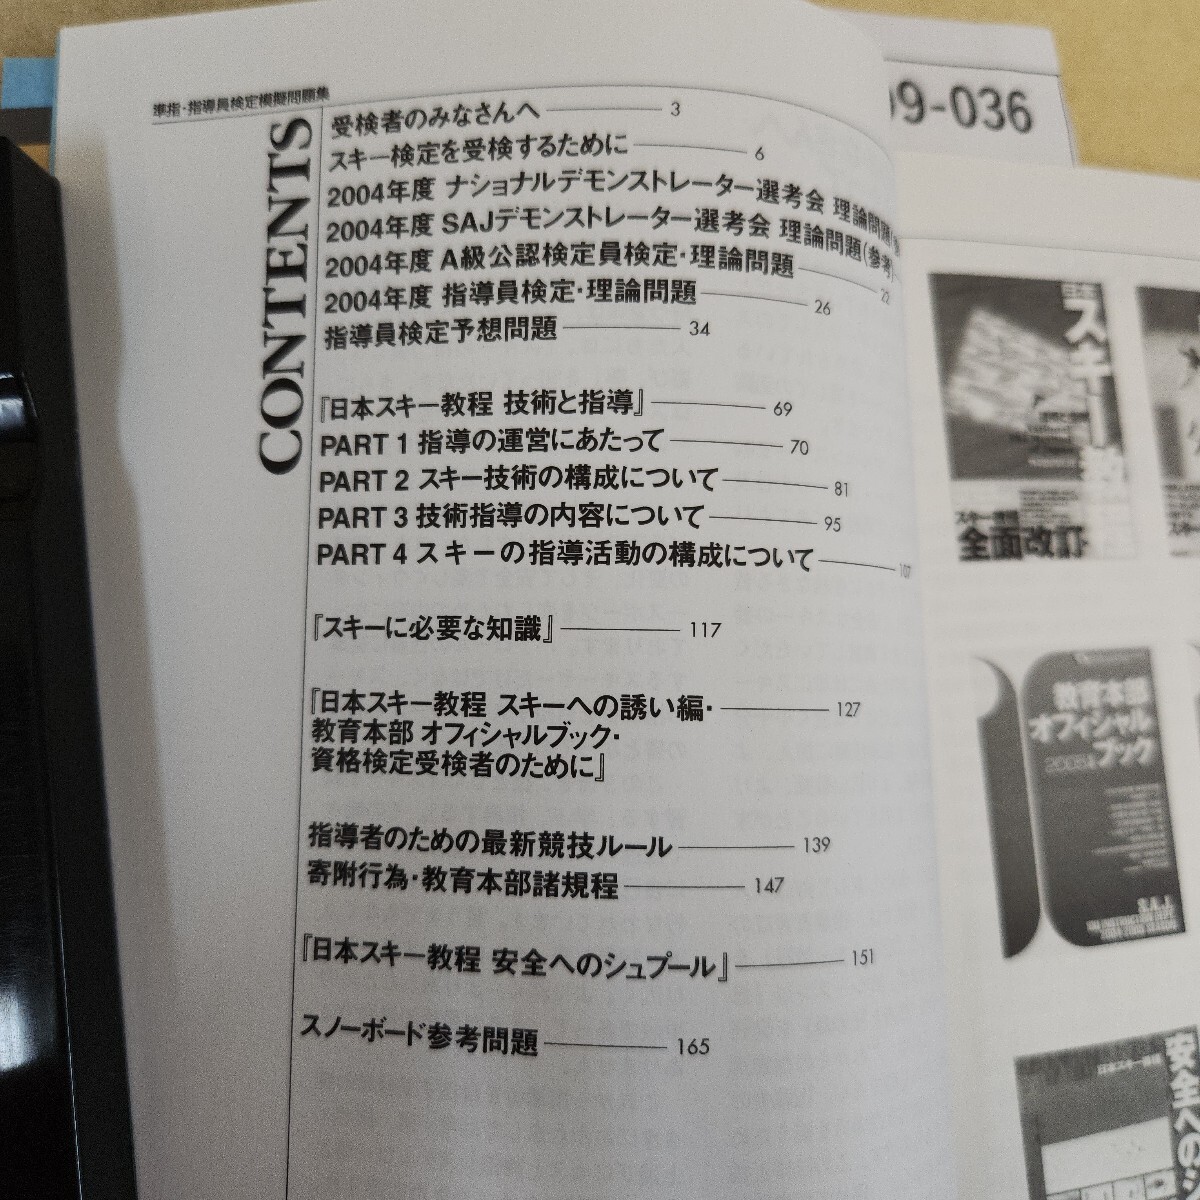 準指・指導員検定模擬問題集
CONTENTS
受検者のみなさんへ 3
スキー検定を受検するために 6
2004年度 ナショナルデモンストレーター選考会 理論問題
2004年度 SAJデモンストレーター選考会 理論問題(参考)
2004年度 A級公認検定員検定・理論問題 22
2004年度 指導員検定・理論問題 26
指導員検定予想問題 34
『日本スキー教程 技術と指導』 69
PART 1 指導の運営にあたって 70
PART 2 スキー技術の構成について 81
PART 3 技術指導の内容について 95
PART 4 スキーの指導活動の構成について 107
『スキーに必要な知識』 117
『日本スキー教程 スキーへの誘い編・ 127
教育本部 オフィシャルブック・
資格検定受検者のために』
指導者のための最新競技ルール 139
寄附行為・教育本部諸規程 147
『日本スキー教程 安全へのシュプール』 151
スノーボード参考問題 165
09-036
日本
スキー教
全面改訂
教育本部
オフィシャル
ブック
日本スキー教程
安全への